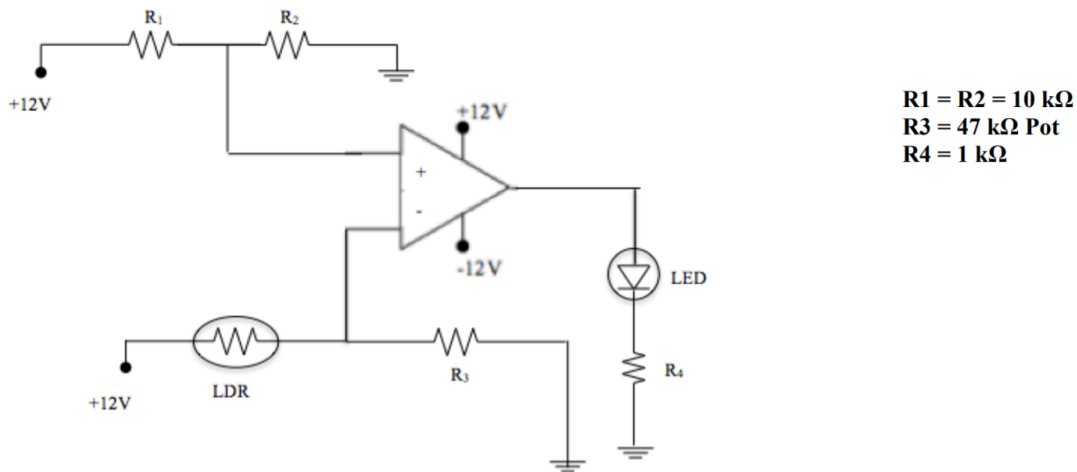 R₁
R₂
+12V
+12V
+
-
-12V
LED
LDR
R₃
R₄
+12V
R1 = R2 = 10 kΩ
R3 = 47 kΩ Pot
R4 = 1 kΩ